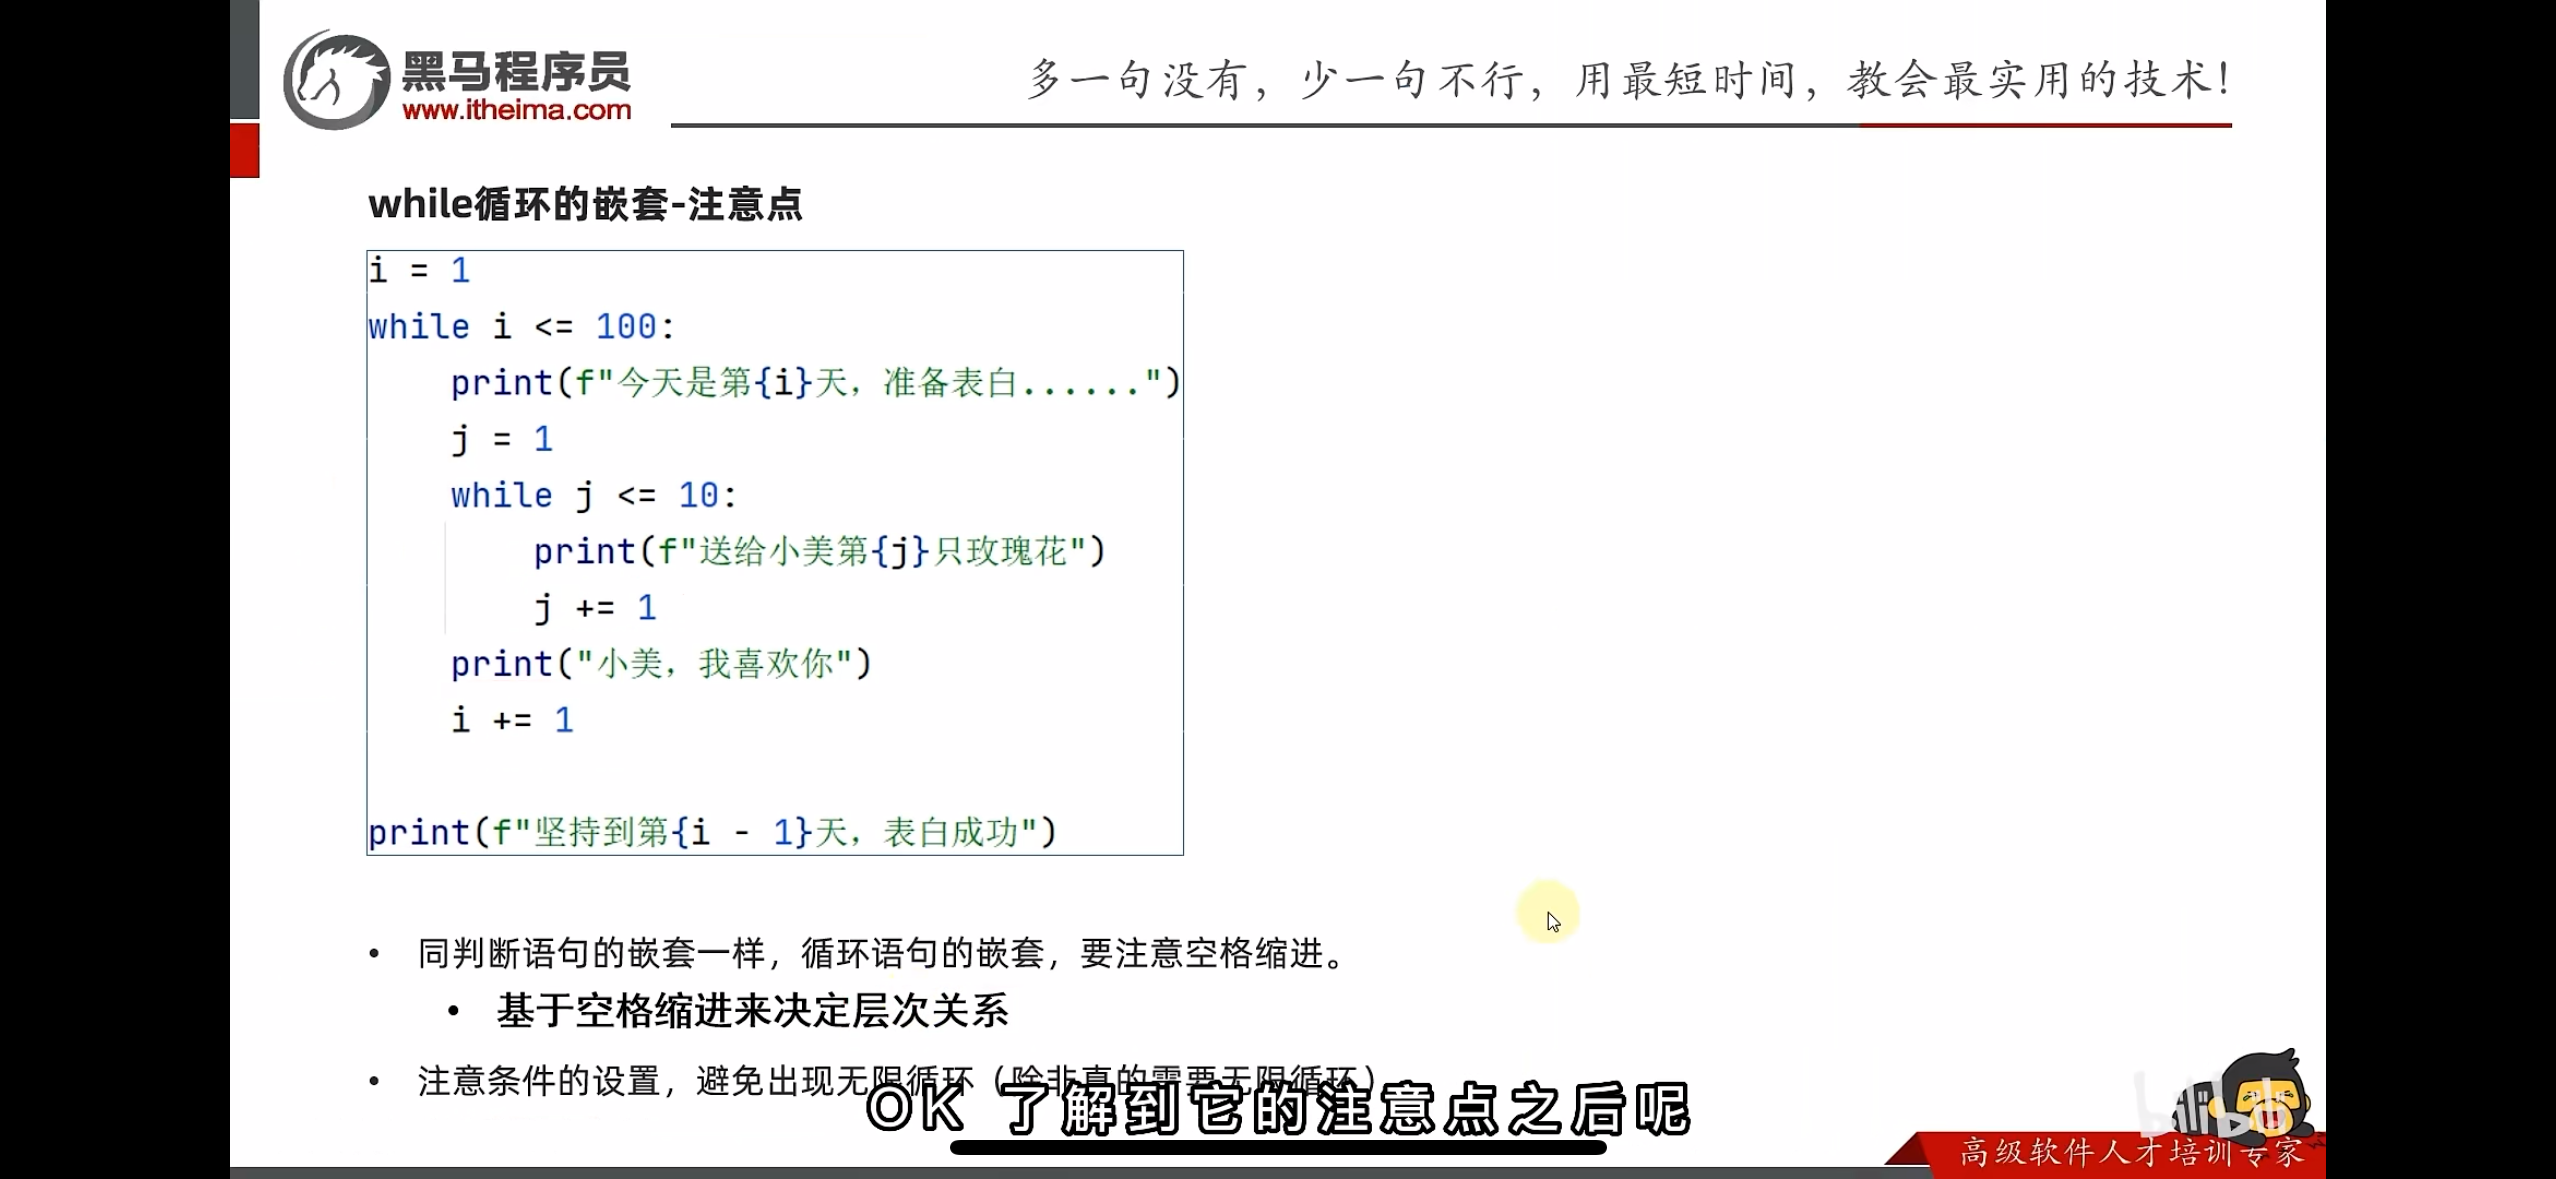 黑马程序员
www.itheima.com
多一句没有，少一句不行，用最短时间，教会最实用的技术！
while循环的嵌套-注意点
i = 1
while i <= 100:
    print(f"今天是第{i}天，准备表白......")
    j = 1
    while j <= 10:
        print(f"送给小美第{j}只玫瑰花")
        j += 1
    print("小美，我喜欢你")
    i += 1
print(f"坚持到第{i - 1}天，表白成功")
• 同判断语句的嵌套一样，循环语句的嵌套，要注意空格缩进。
• 基于空格缩进来决定层次关系
• 注意条件的设置，避免出现无限循环（除非真的需要无限循环）
OK 了解到它的注意点之后呢
bilibili
高级软件人才培训专家